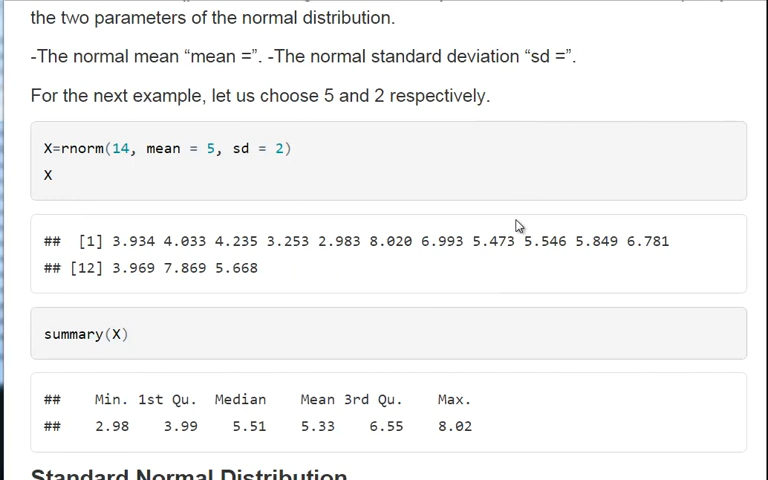 the two parameters of the normal distribution.
-The normal mean “mean =”. -The normal standard deviation “sd =”.
For the next example, let us choose 5 and 2 respectively.
X=rnorm(14, mean = 5, sd = 2)
X
##  [1] 3.934 4.033 4.235 3.253 2.983 8.020 6.993 5.473 5.546 5.849 6.781
## [12] 3.969 7.869 5.668
summary(X)
##    Min. 1st Qu.  Median    Mean 3rd Qu.    Max.
##    2.98    3.99    5.51    5.33    6.55    8.02
Standard Normal Distribution